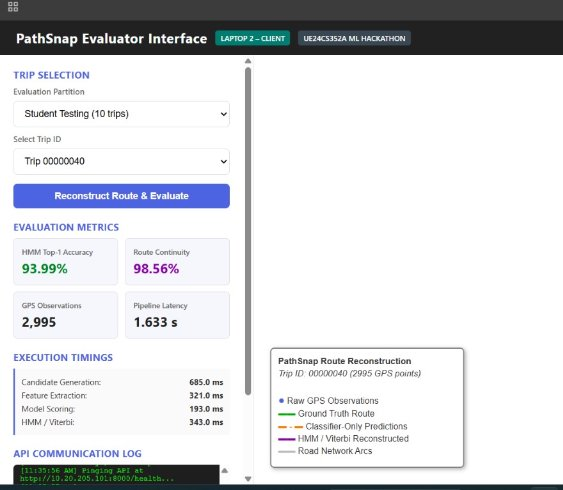 PathSnap Evaluator Interface
LAPTOP 2 – CLIENT
UE24CS352A ML HACKATHON
TRIP SELECTION
Evaluation Partition
Student Testing (10 trips)
Select Trip ID
Trip 00000040
Reconstruct Route & Evaluate
EVALUATION METRICS
HMM Top-1 Accuracy
93.99%
Route Continuity
98.56%
GPS Observations
2,995
Pipeline Latency
1.633 s
EXECUTION TIMINGS
Candidate Generation: 685.0 ms
Feature Extraction: 321.0 ms
Model Scoring: 193.0 ms
HMM / Viterbi: 343.0 ms
API COMMUNICATION LOG
[11:35:56 AM] Pinging API at
http://10.20.205.101:8000/health...
PathSnap Route Reconstruction
Trip ID: 00000040 (2995 GPS points)
Raw GPS Observations
Ground Truth Route
Classifier-Only Predictions
HMM / Viterbi Reconstructed
Road Network Arcs